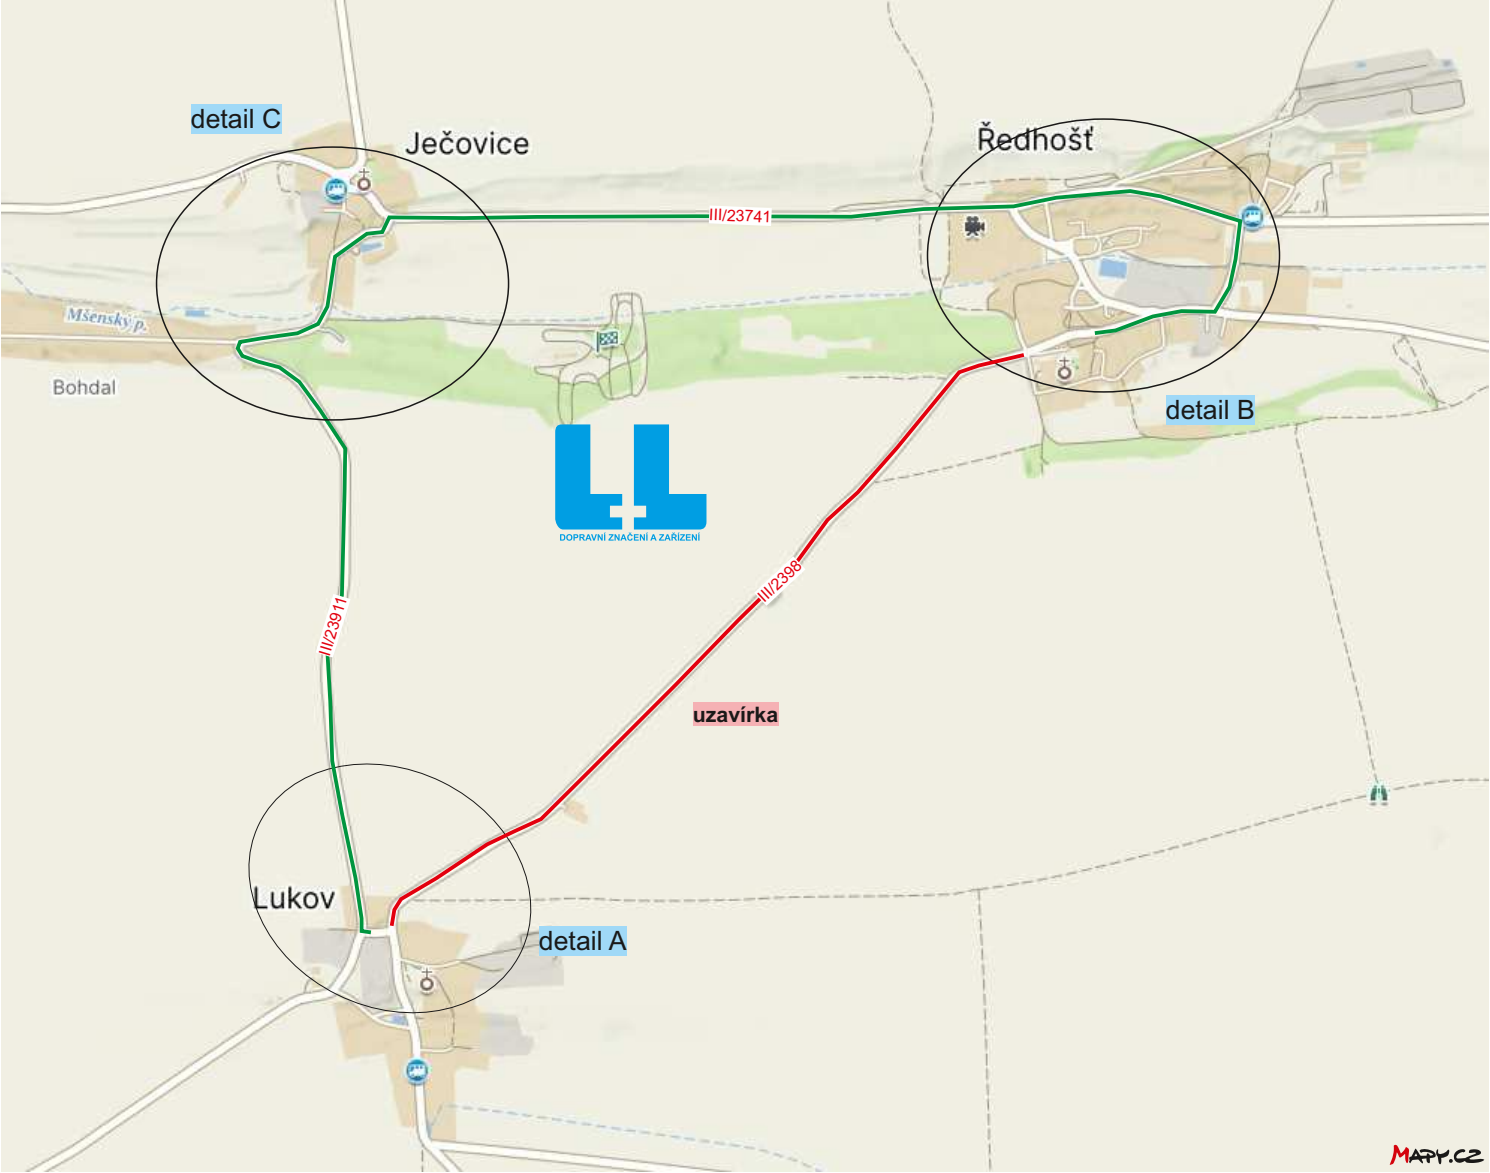 detail C
Ječovice
Ředhošť
III/23741
Mšenský p.
Bohdal
detail B
L+L
DOPRAVNÍ ZNAČENÍ A ZAŘÍZENÍ
III/2398
III/23911
uzavírka
Lukov
detail A
MAPY.CZ